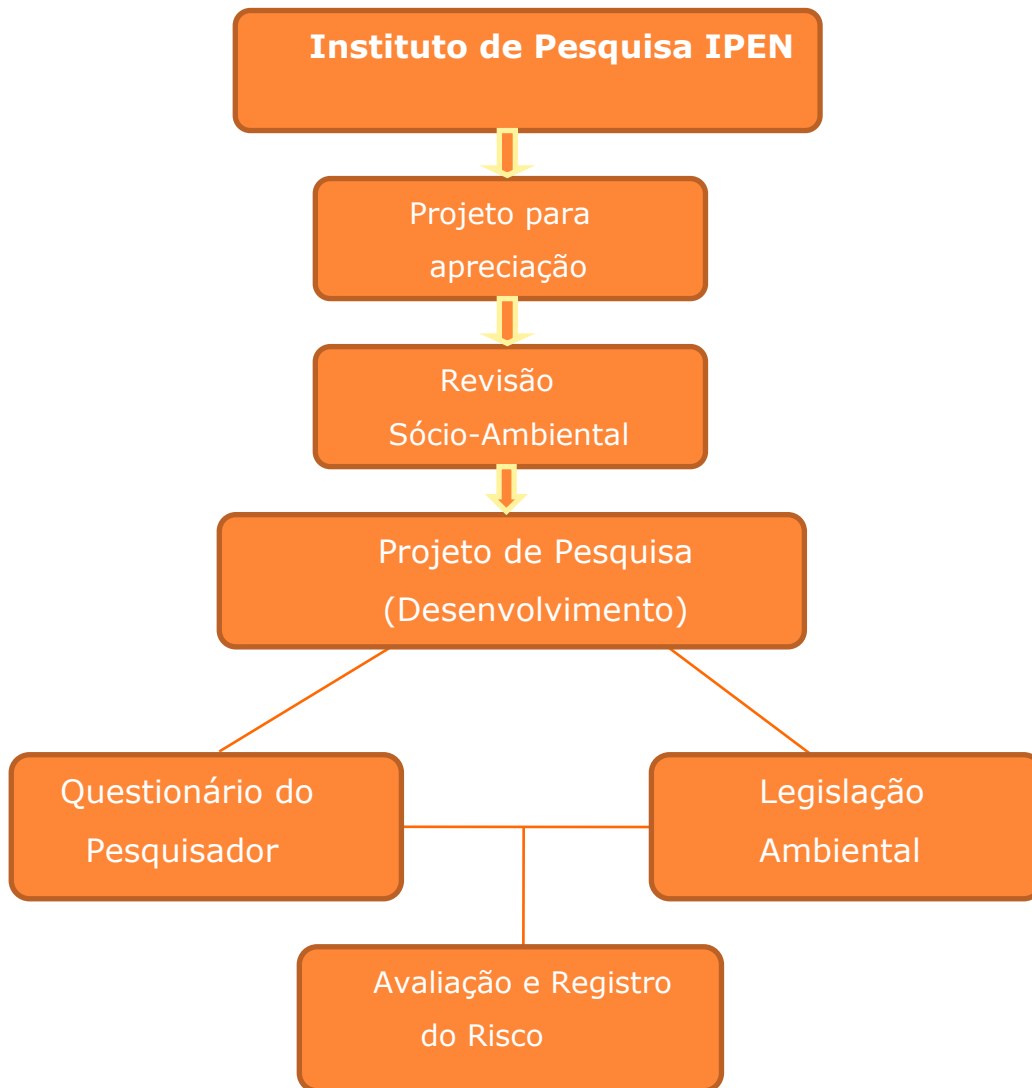 Instituto de Pesquisa IPEN
Projeto para
apreciação
Revisão
Sócio-Ambiental
Projeto de Pesquisa
(Desenvolvimento)
Questionário do
Pesquisador
Legislação
Ambiental
Avaliação e Registro
do Risco